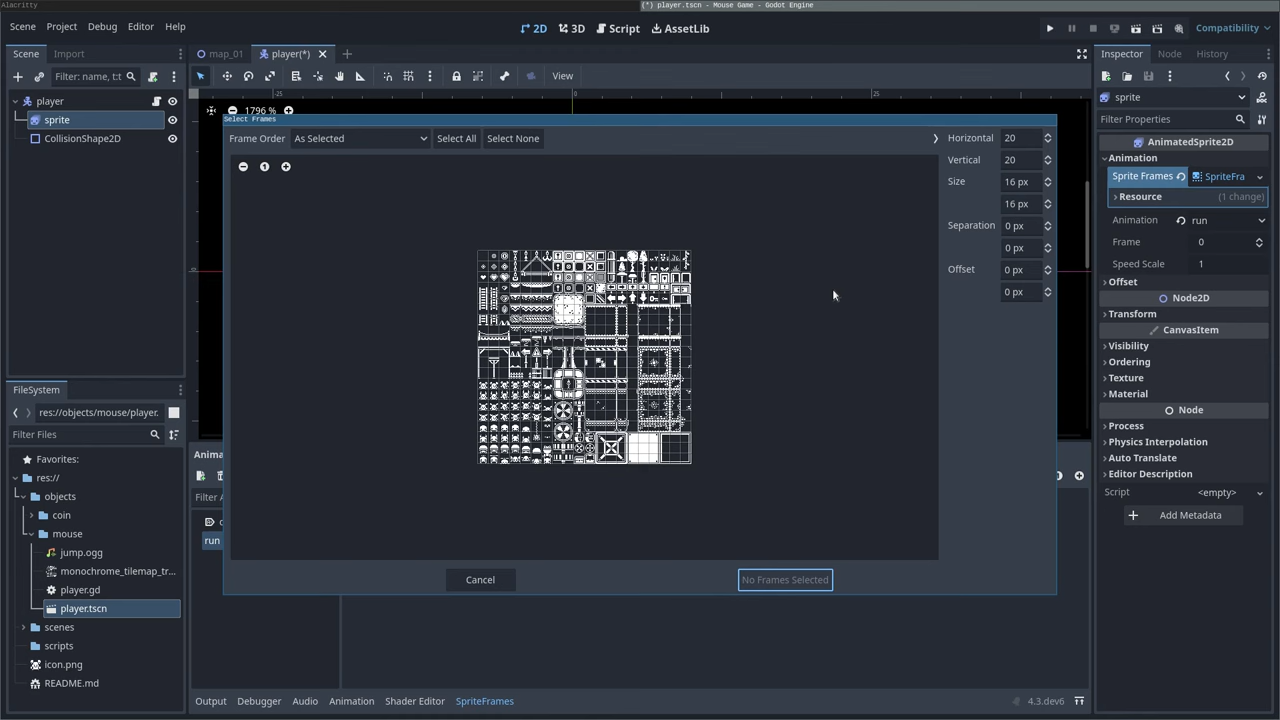 Alacritty
(*) player.tscn - Mouse Game - Godot Engine
Scene Project Debug Editor Help
2D 3D Script AssetLib
Compatibility
Scene Import
map_01 player(*)
Inspector Node History
Filter: name, t:t
View
player
sprite
CollisionShape2D
-25 0 25
1796 %
sprite
Filter Properties
Select Frames
Frame Order As Selected Select All Select None
Horizontal 20
Vertical 20
Size 16 px
16 px
Separation 0 px
0 px
Offset 0 px
0 px
AnimatedSprite2D
Animation
Sprite Frames SpriteFra
Resource (1 change)
Animation run
Frame 0
Speed Scale 1
Offset
Node2D
Transform
CanvasItem
Visibility
Ordering
Texture
Material
Node
Process
Physics Interpolation
Auto Translate
Editor Description
Script <empty>
Add Metadata
FileSystem
res://objects/mouse/player.
Filter Files
Favorites:
res://
objects
coin
mouse
jump.ogg
monochrome_tilemap_tr...
player.gd
player.tscn
scenes
scripts
icon.png
README.md
Anima
Filter A
run
Cancel No Frames Selected
Output Debugger Audio Animation Shader Editor SpriteFrames
4.3.dev6